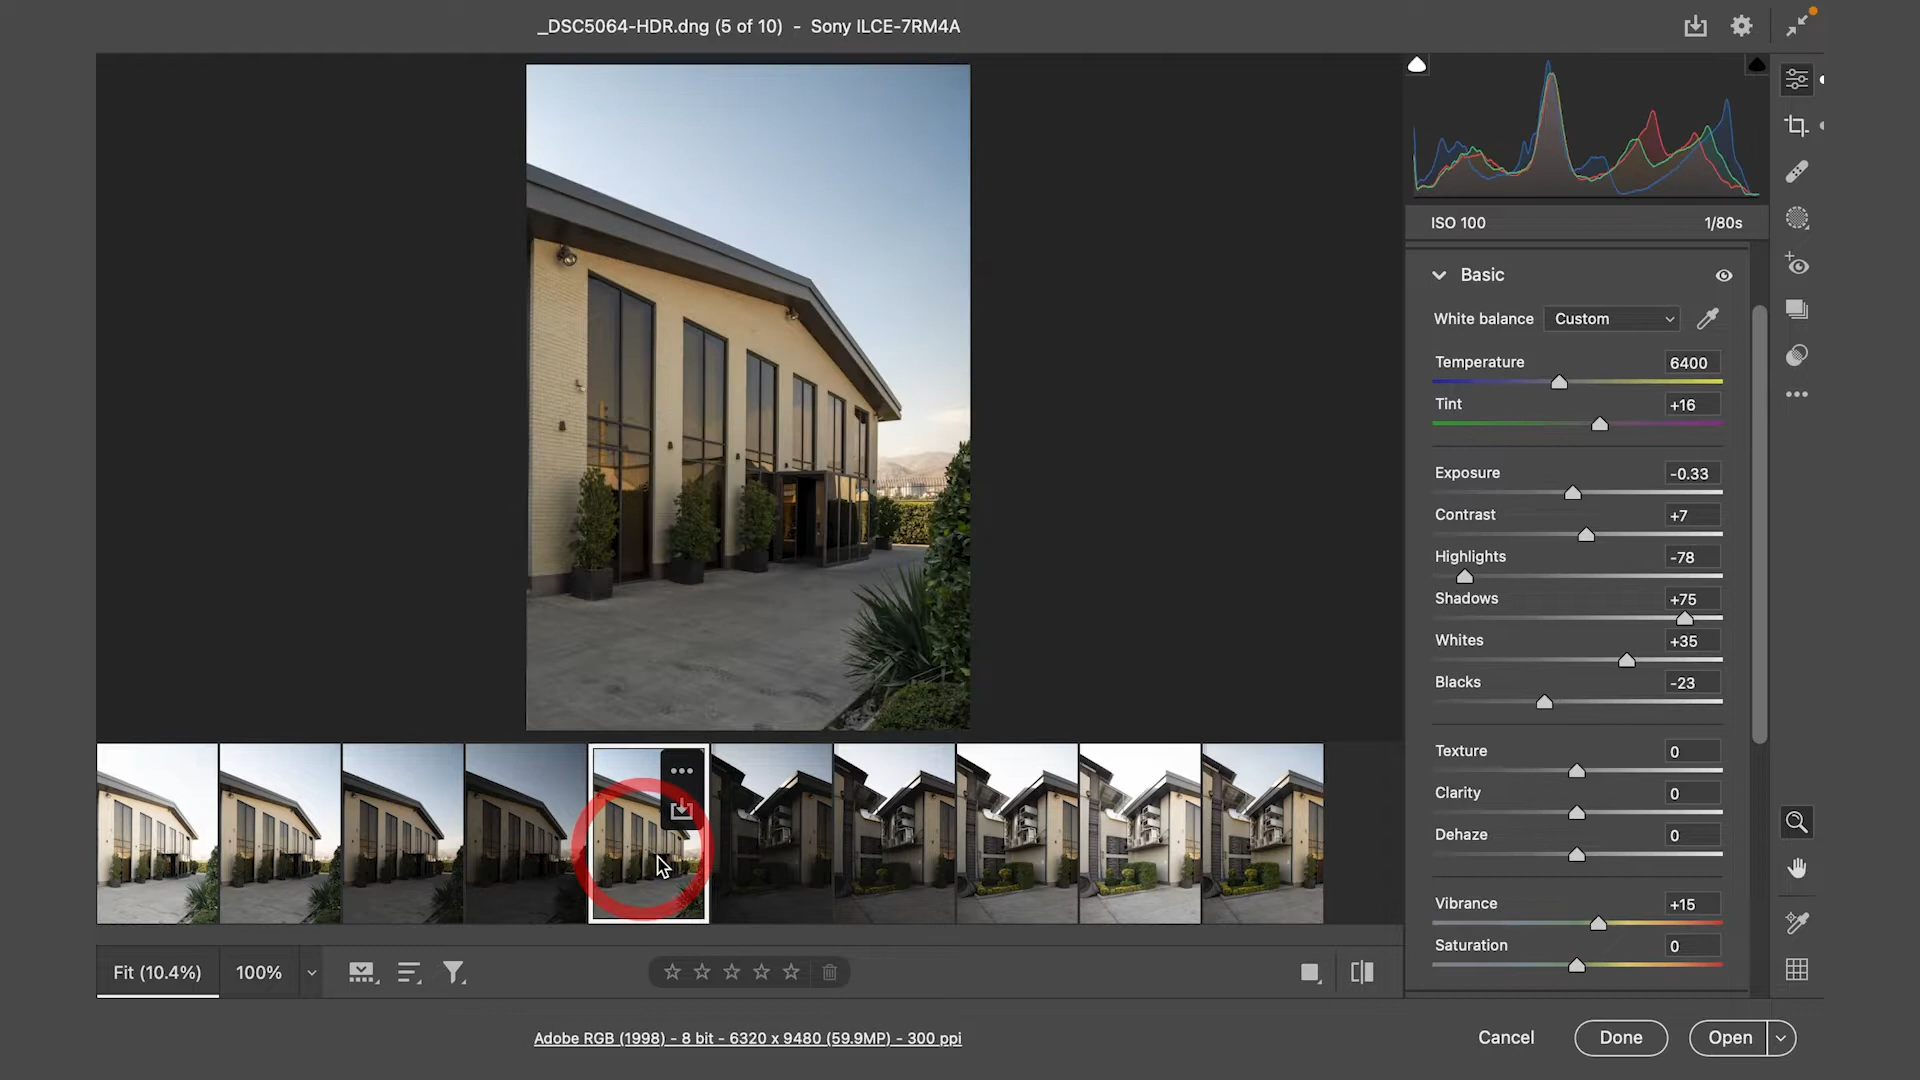 _DSC5064-HDR.dng (5 of 10) - Sony ILCE-7RM4A
ISO 100 1/80s
Basic
White balance Custom
Temperature 6400
Tint +16
Exposure -0.33
Contrast +7
Highlights -78
Shadows +75
Whites +35
Blacks -23
Texture 0
Clarity 0
Dehaze 0
Vibrance +15
Saturation 0
Fit (10.4%) 100%
Adobe RGB (1998) - 8 bit - 6320 x 9480 (59.9MP) - 300 ppi
Cancel Done Open